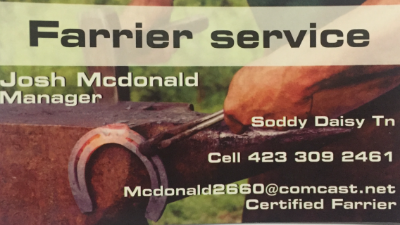 Farrier service
Josh Mcdonald
Manager
Soddy Daisy Tn
Cell 423 309 2461
Mcdonald2660@comcast.net
Certified Farrier